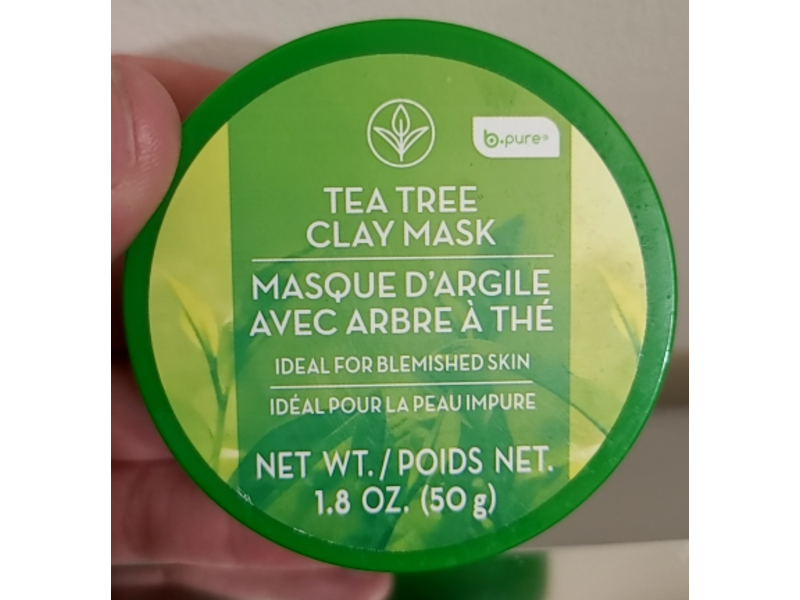 b.pure®
TEA TREE
CLAY MASK
MASQUE D'ARGILE
AVEC ARBRE À THÉ
IDEAL FOR BLEMISHED SKIN
IDÉAL POUR LA PEAU IMPURE
NET WT. / POIDS NET.
1.8 OZ. (50 g)